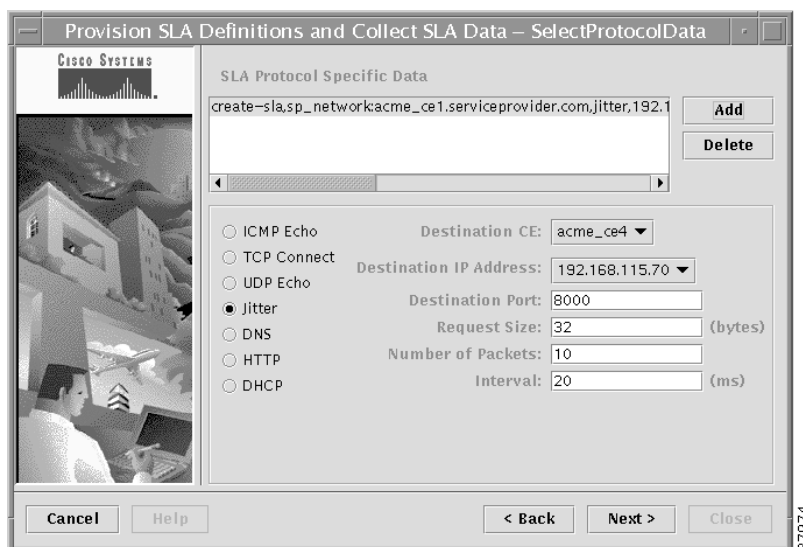 Provision SLA Definitions and Collect SLA Data – SelectProtocolData
CISCO SYSTEMS
SLA Protocol Specific Data
create–sla,sp_network:acme_ce1.serviceprovider.com,jitter,192.1
Add
Delete
ICMP Echo
Destination CE: acme_ce4
TCP Connect
Destination IP Address: 192.168.115.70
UDP Echo
Destination Port: 8000
Jitter
Request Size: 32 (bytes)
DNS
Number of Packets: 10
HTTP
Interval: 20 (ms)
DHCP
Cancel Help < Back Next > Close